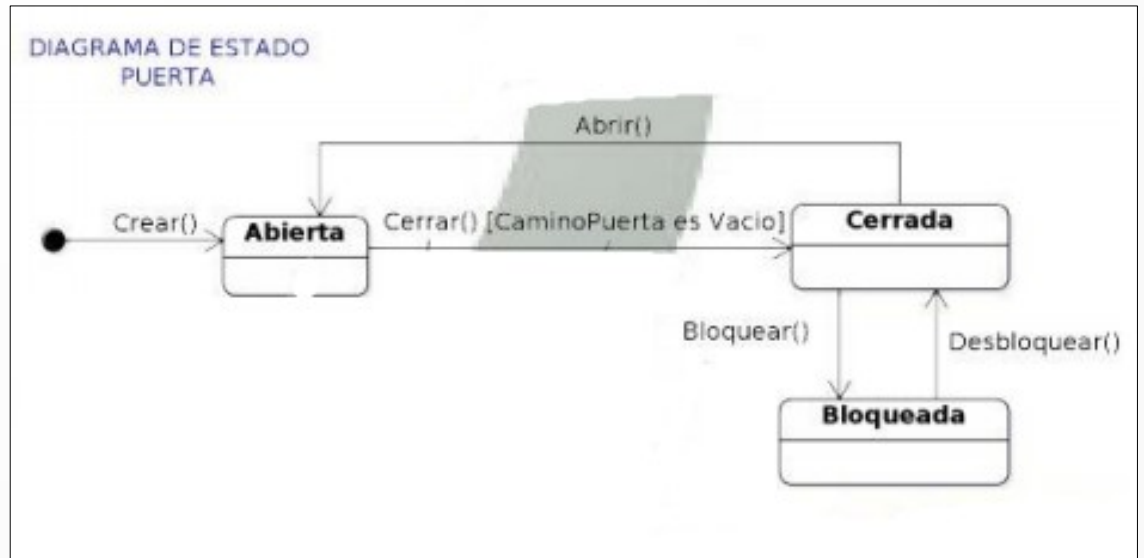 DIAGRAMA DE ESTADO
PUERTA
Abrir()
Crear()
Abierta
Cerrar() [CaminoPuerta es Vacio]
Cerrada
Bloquear()
Desbloquear()
Bloqueada